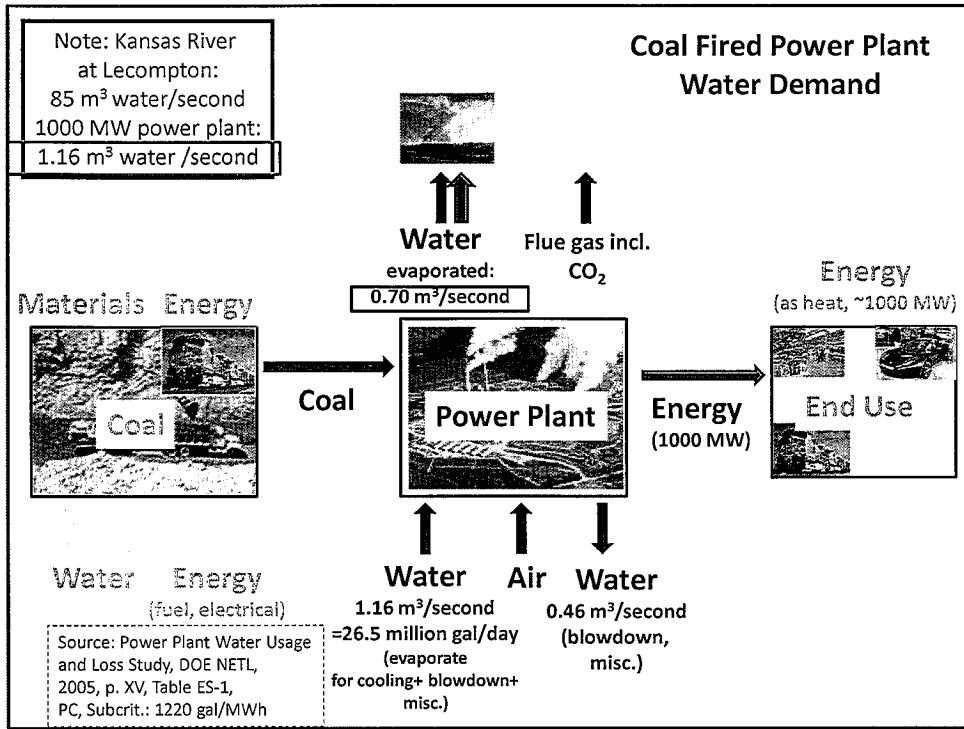 Note: Kansas River
at Lecompton:
85 m³ water/second
1000 MW power plant:
1.16 m³ water /second
Coal Fired Power Plant
Water Demand
Water
evaporated:
0.70 m³/second
Flue gas incl.
CO₂
Materials Energy
Coal
Coal
Power Plant
Energy
(1000 MW)
Energy
(as heat, ~1000 MW)
End Use
Water Energy
(fuel, electrical)
Water
1.16 m³/second
=26.5 million gal/day
(evaporate
for cooling+ blowdown+
misc.)
Air
Water
0.46 m³/second
(blowdown,
misc.)
Source: Power Plant Water Usage
and Loss Study, DOE NETL,
2005, p. XV, Table ES-1,
PC, Subcrit.: 1220 gal/MWh